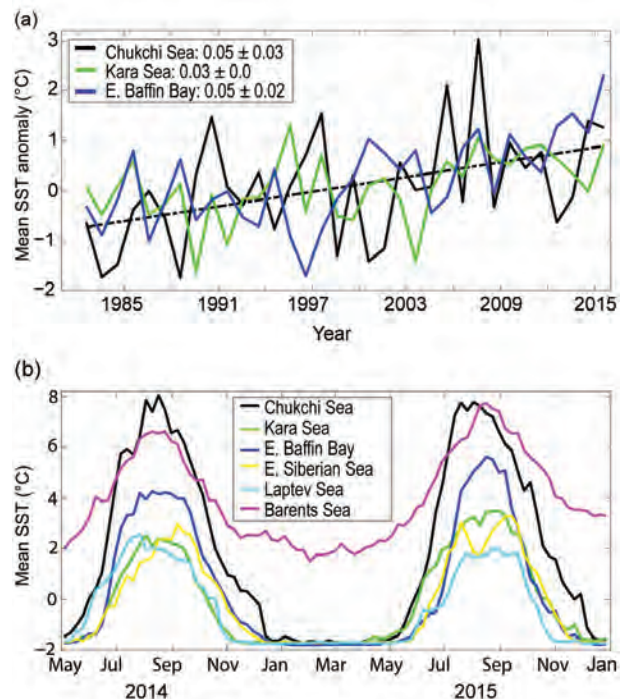 (a)
3
2
1
0
−1
−2
Mean SST anomaly (°C)
Chukchi Sea: 0.05 ± 0.03
Kara Sea: 0.03 ± 0.0
E. Baffin Bay: 0.05 ± 0.02
1985 1991 1997 2003 2009 2015
Year
(b)
8
6
4
2
0
−2
Mean SST (°C)
Chukchi Sea
Kara Sea
E. Baffin Bay
E. Siberian Sea
Laptev Sea
Barents Sea
May Jul Sep Nov Jan Mar May Jul Sep Nov Jan
2014 2015